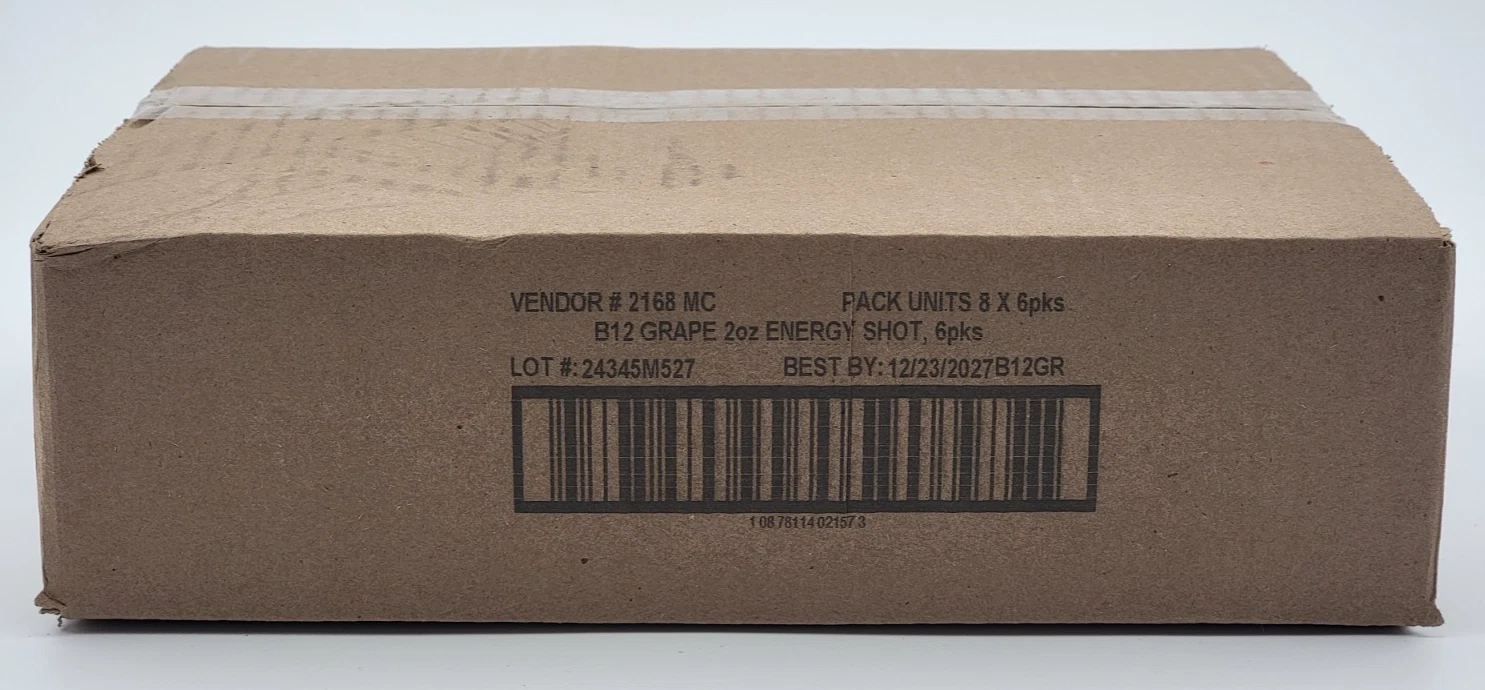 VENDOR # 2168 MC PACK UNITS 8 X 6pks
B12 GRAPE 2oz ENERGY SHOT, 6pks
LOT #: 24345M527 BEST BY: 12/23/2027B12GR
1 08 78114 02157 3